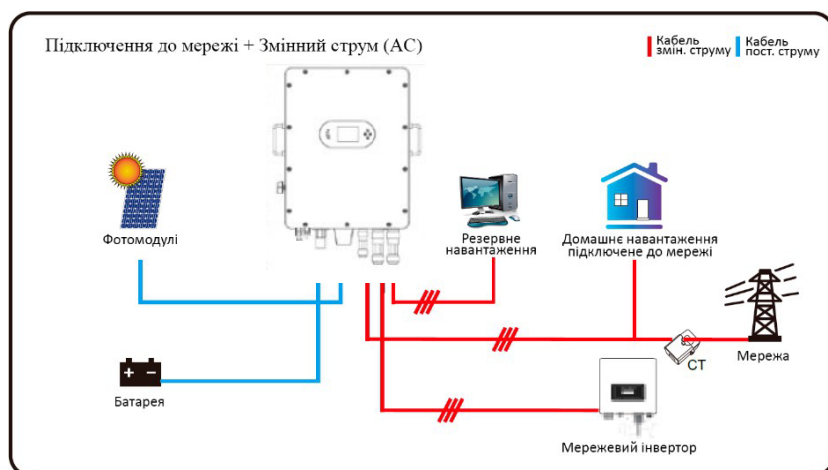 Підключення до мережі + Змінний струм (AC)
Кабель
змін. струму
Кабель
пост. струму
Фотомодулі
Резервне
навантаження
Домашнє навантаження
підключене до мережі
Мережа
CT
Батарея
Мережевий інвертор